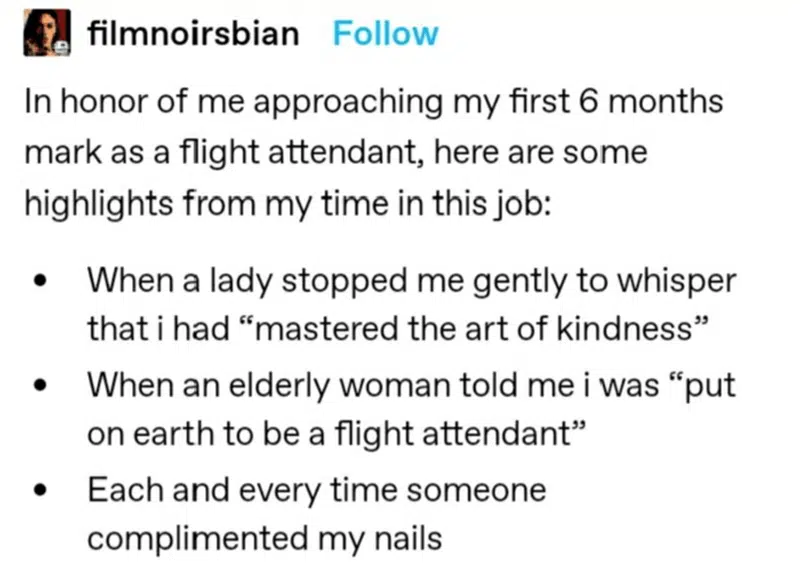 filmnoirsbian Follow
In honor of me approaching my first 6 months
mark as a flight attendant, here are some
highlights from my time in this job:
• When a lady stopped me gently to whisper
that i had “mastered the art of kindness”
• When an elderly woman told me i was “put
on earth to be a flight attendant”
• Each and every time someone
complimented my nails